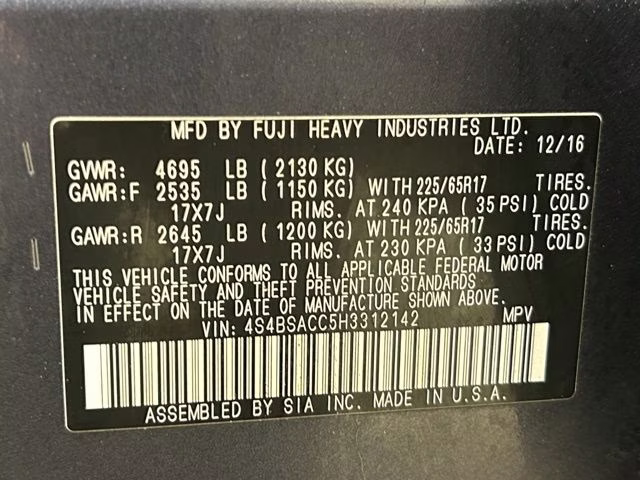 MFD BY FUJI HEAVY INDUSTRIES LTD.
DATE: 12/16
GVWR: 4695 LB ( 2130 KG)
GAWR:F 2535 LB ( 1150 KG) WITH 225/65R17 TIRES.
17X7J RIMS. AT 240 KPA ( 35 PSI) COLD
GAWR:R 2645 LB ( 1200 KG) WITH 225/65R17 TIRES.
17X7J RIMS. AT 230 KPA ( 33 PSI) COLD
THIS VEHICLE CONFORMS TO ALL APPLICABLE FEDERAL MOTOR
VEHICLE SAFETY AND THEFT PREVENTION STANDARDS
IN EFFECT ON THE DATE OF MANUFACTURE SHOWN ABOVE.
VIN: 4S4BSACC5H3312142 MPV
ASSEMBLED BY SIA INC. MADE IN U.S.A.